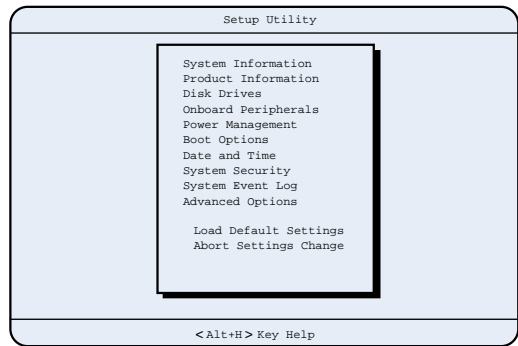 Setup Utility
System Information
Product Information
Disk Drives
Onboard Peripherals
Power Management
Boot Options
Date and Time
System Security
System Event Log
Advanced Options
Load Default Settings
Abort Settings Change
<Alt+H> Key Help